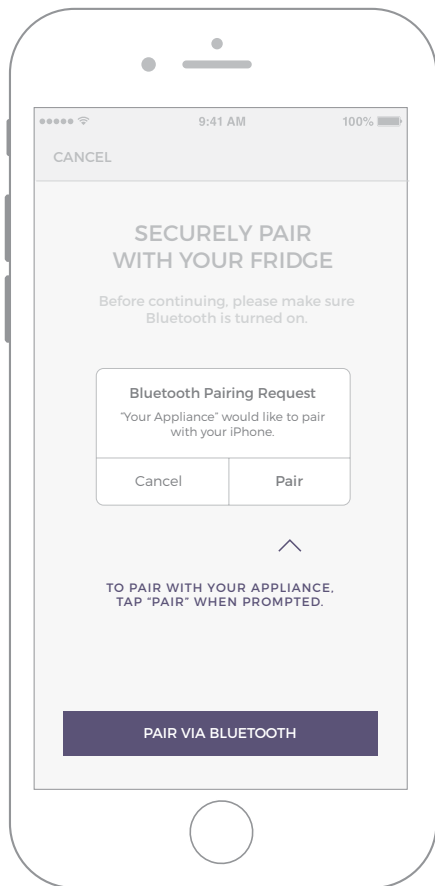 9:41 AM 100%
CANCEL
SECURELY PAIR
WITH YOUR FRIDGE
Before continuing, please make sure
Bluetooth is turned on.
Bluetooth Pairing Request
“Your Appliance” would like to pair
with your iPhone.
Cancel Pair
TO PAIR WITH YOUR APPLIANCE,
TAP “PAIR” WHEN PROMPTED.
PAIR VIA BLUETOOTH